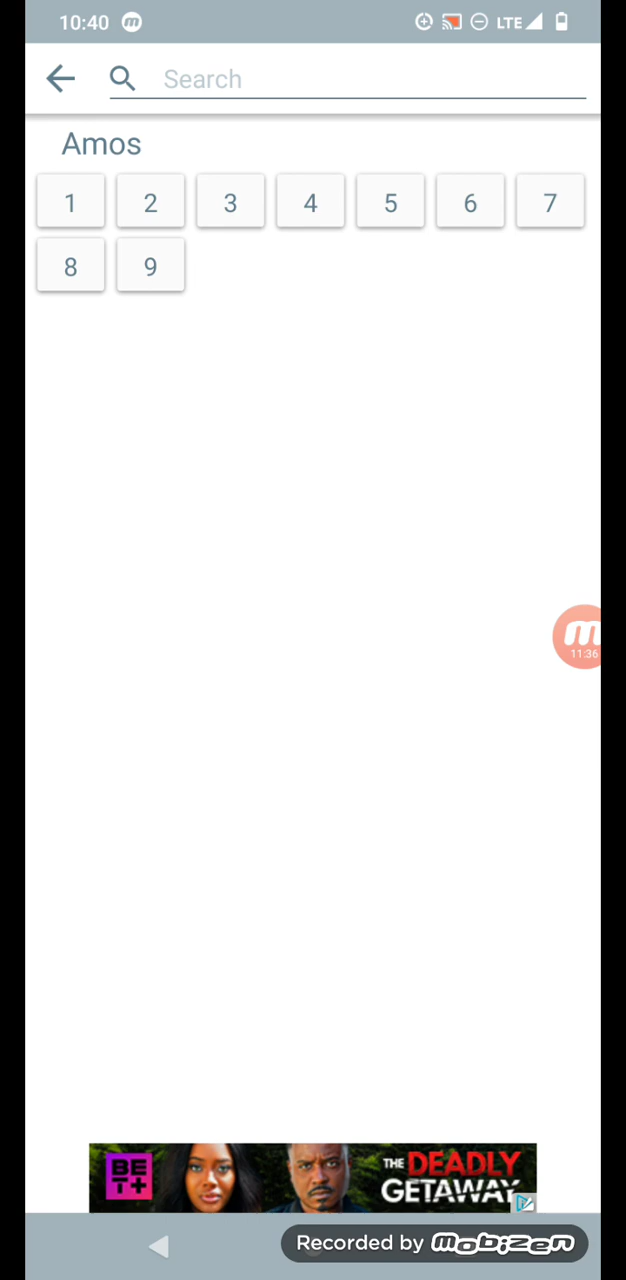 10:40 m LTE
Search
Amos
1 2 3 4 5 6 7
8 9
m
11:36
BE
T+
THE DEADLY
GETAWAY
Recorded by mobizen